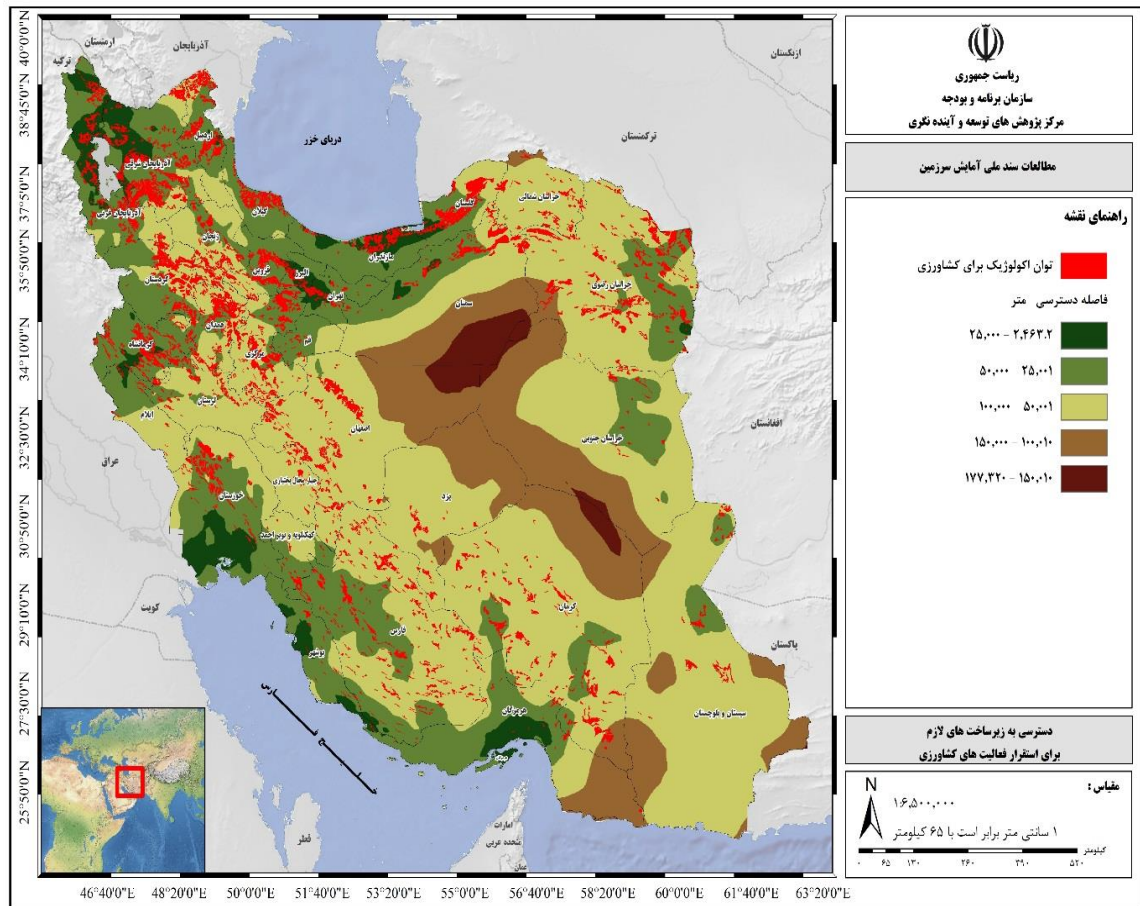 ریاست جمهوری
سازمان برنامه و بودجه
مرکز پژوهش های توسعه و آینده نگری
مطالعات سند ملی آمایش سرزمین
راهنمای نقشه
توان اکولوژیک برای کشاورزی
فاصله دسترسی متر
۲,۴۶۳.۲ - ۲۵,۰۰۰
۲۵,۰۰۱ - ۵۰,۰۰۰
۵۰,۰۰۱ - ۱۰۰,۰۰۰
۱۰۰,۰۱۰ - ۱۵۰,۰۰۰
۱۵۰,۰۱۰ - ۱۷۷,۳۲۰
دسترسی به زیرساخت های لازم
برای استقرار فعالیت های کشاورزی
مقیاس :
N
۱:۶,۵۰۰,۰۰۰
۱ سانتی متر برابر است با ۶۵ کیلومتر
کیلومتر
۰ ۶۵ ۱۳۰ ۲۶۰ ۳۹۰ ۵۲۰
ارمنستان
آذربایجان
ترکیه
ازبکستان
ترکمنستان
دریای خزر
اردبیل
آذربایجان شرقی
آذربایجان غربی
گیلان
گلستان
خراسان شمالی
زنجان
مازندران
البرز
قزوین
تهران
کردستان
سمنان
خراسان رضوی
همدان
قم
کرمانشاه
مرکزی
لرستان
ایلام
اصفهان
افغانستان
خراسان جنوبی
عراق
چهارمحال بختیاری
یزد
خوزستان
کهکیلویه و بویر احمد
کویت
کرمان
فارس
پاکستان
بوشهر
خلیج فارس
هرمزگان
سیستان و بلوچستان
قطر
امارات
متحده عربی
عمان
40°0'0"N
38°45'0"N
37°5'0"N
35°50'0"N
34°10'0"N
32°30'0"N
30°50'0"N
29°10'0"N
27°30'0"N
25°50'0"N
46°40'0"E 48°20'0"E 50°0'0"E 51°40'0"E 53°20'0"E 55°0'0"E 56°40'0"E 58°20'0"E 60°0'0"E 61°40'0"E 63°20'0"E